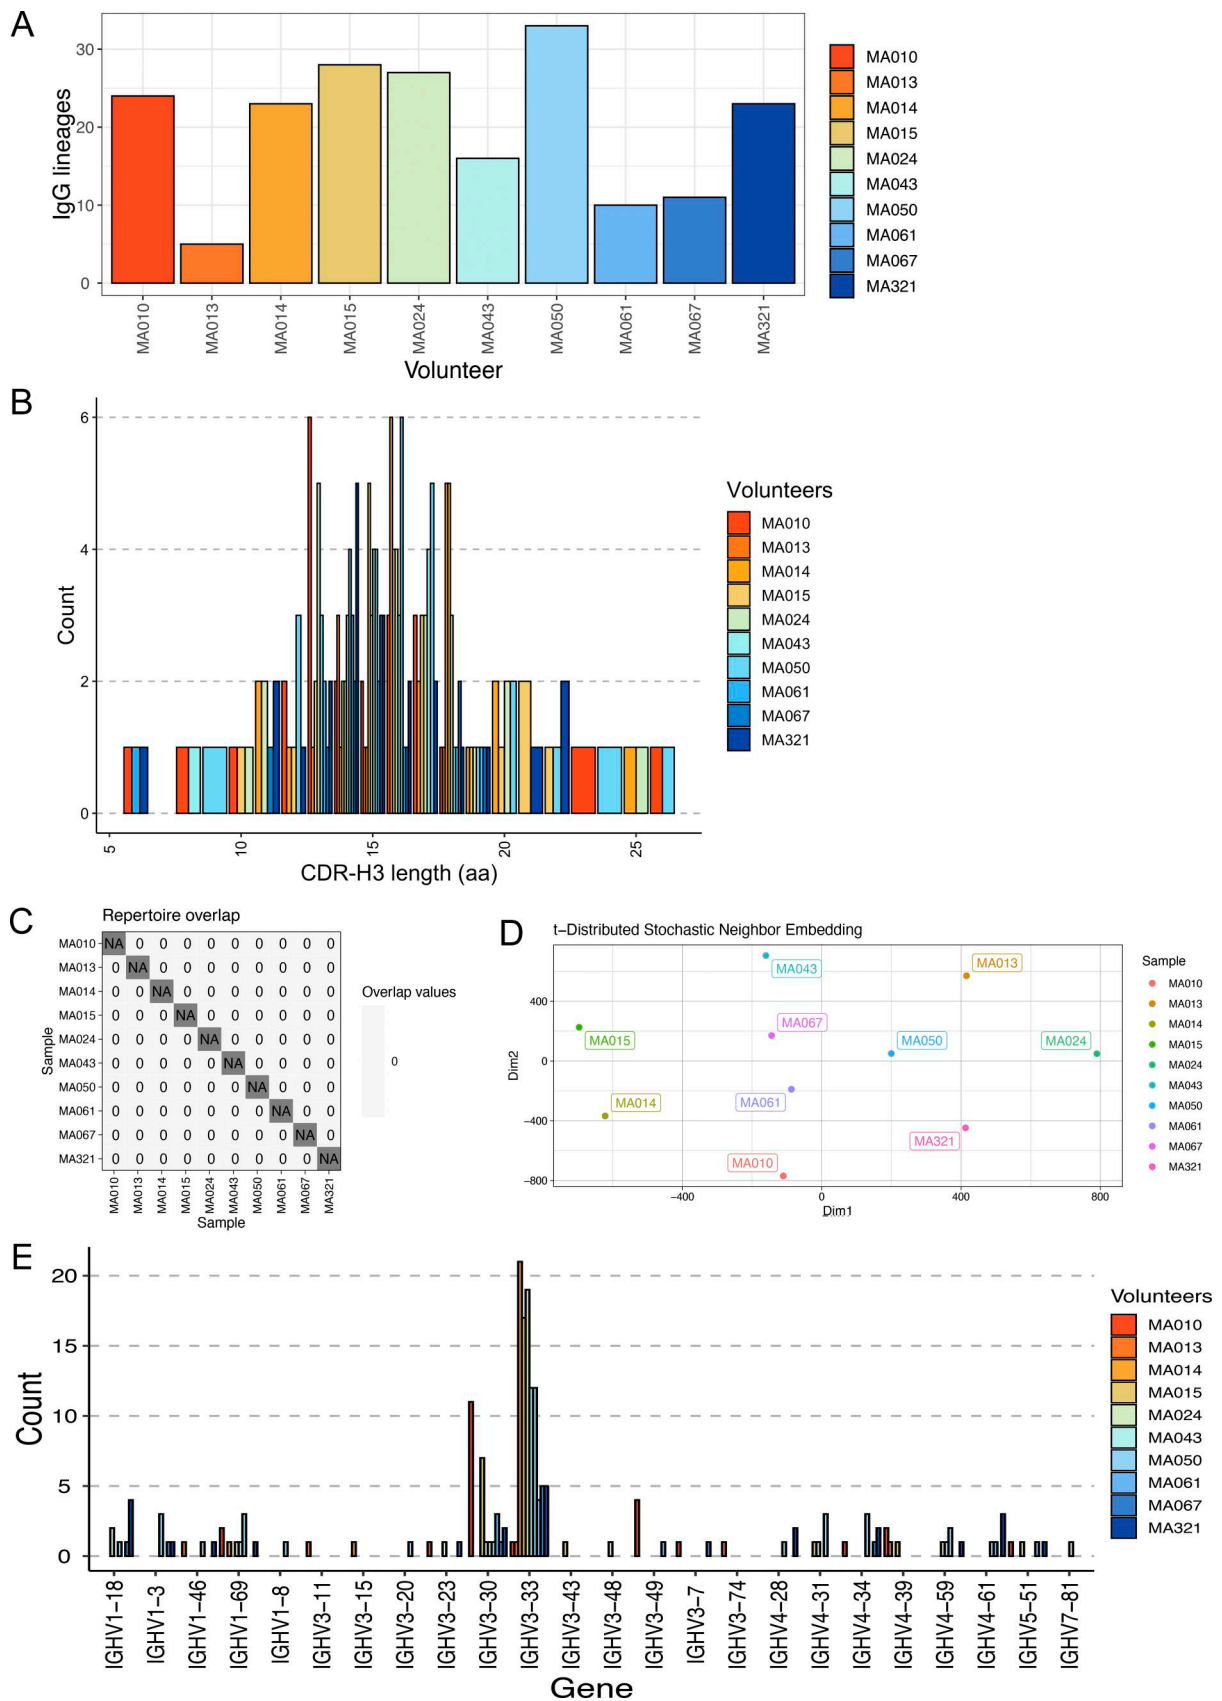 A
IgG lineages
30
20
10
0
MA010
MA013
MA014
MA015
MA024
MA043
MA050
MA061
MA067
MA321
Volunteer
MA010
MA013
MA014
MA015
MA024
MA043
MA050
MA061
MA067
MA321
B
Count
6
4
2
0
5
10
15
20
25
CDR-H3 length (aa)
Volunteers
MA010
MA013
MA014
MA015
MA024
MA043
MA050
MA061
MA067
MA321
C
Repertoire overlap
Sample
MA010 NA 0 0 0 0 0 0 0 0 0
MA013 0 NA 0 0 0 0 0 0 0 0
MA014 0 0 NA 0 0 0 0 0 0 0
MA015 0 0 0 NA 0 0 0 0 0 0
MA024 0 0 0 0 NA 0 0 0 0 0
MA043 0 0 0 0 0 NA 0 0 0 0
MA050 0 0 0 0 0 0 NA 0 0 0
MA061 0 0 0 0 0 0 0 NA 0 0
MA067 0 0 0 0 0 0 0 0 NA 0
MA321 0 0 0 0 0 0 0 0 0 NA
MA010
MA013
MA014
MA015
MA024
MA043
MA050
MA061
MA067
MA321
Sample
Overlap values
0
D
t−Distributed Stochastic Neighbor Embedding
Dim2
400
0
−400
−800
MA043
MA013
MA067
MA015
MA050
MA024
MA014
MA061
MA321
MA010
−400
0
400
800
Dim1
Sample
MA010
MA013
MA014
MA015
MA024
MA043
MA050
MA061
MA067
MA321
E
Count
20
15
10
5
0
IGHV1−18
IGHV1−3
IGHV1−46
IGHV1−69
IGHV1−8
IGHV3−11
IGHV3−15
IGHV3−20
IGHV3−23
IGHV3−30
IGHV3−33
IGHV3−43
IGHV3−48
IGHV3−49
IGHV3−7
IGHV3−74
IGHV4−28
IGHV4−31
IGHV4−34
IGHV4−39
IGHV4−59
IGHV4−61
IGHV5−51
IGHV7−81
Gene
Volunteers
MA010
MA013
MA014
MA015
MA024
MA043
MA050
MA061
MA067
MA321